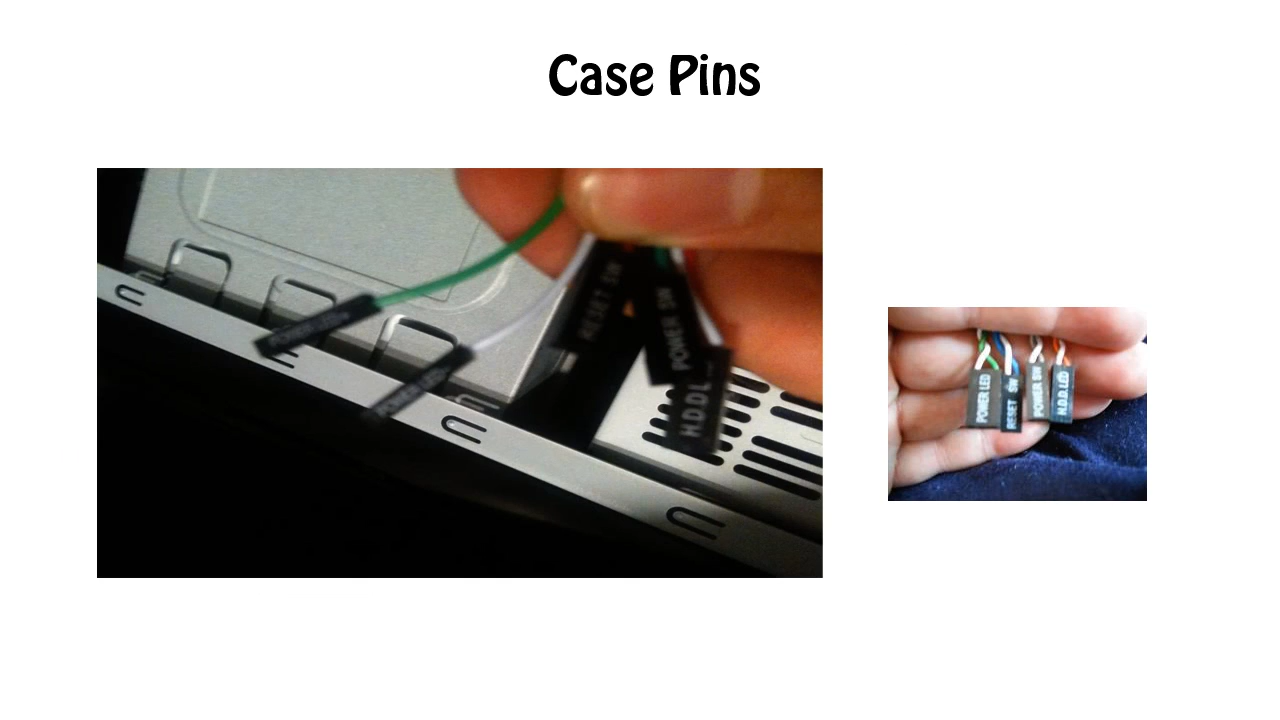 Case Pins
RESET SW
POWER SW
H.D.D.L
POWER LED
RESET SW
POWER SW
H.D.D. LED